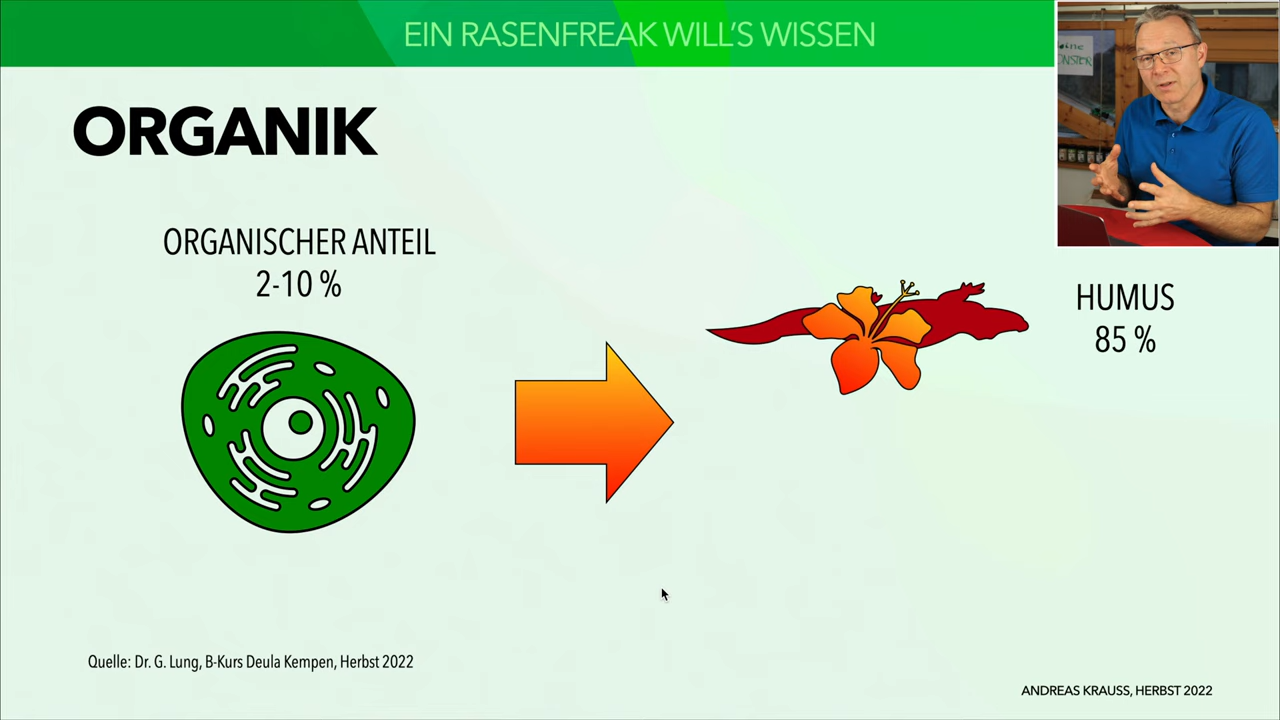 EIN RASENFREAK WILL'S WISSEN
ORGANIK
ORGANISCHER ANTEIL
2-10 %
HUMUS
85 %
Quelle: Dr. G. Lung, B-Kurs Deula Kempen, Herbst 2022
ANDREAS KRAUSS, HERBST 2022